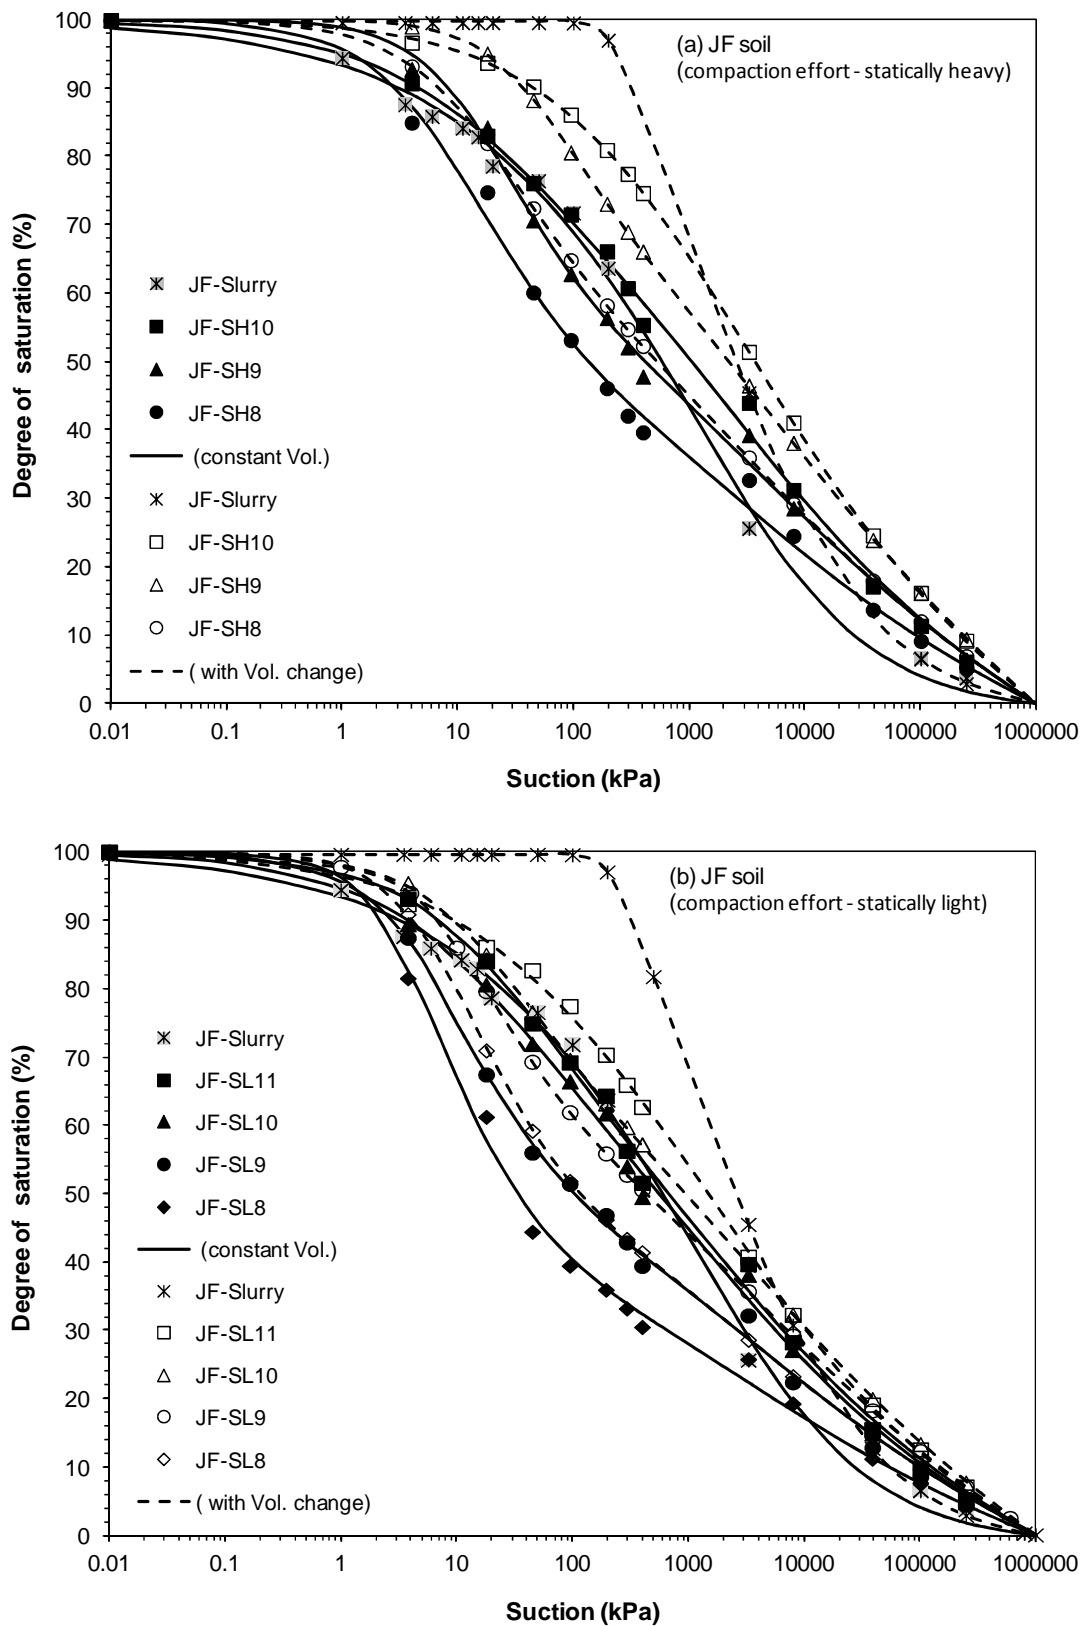 (a) JF soil
(compaction effort - statically heavy)
Degree of saturation (%)
100
90
80
70
60
50
40
30
20
10
0
JF-Slurry
JF-SH10
JF-SH9
JF-SH8
(constant Vol.)
JF-Slurry
JF-SH10
JF-SH9
JF-SH8
( with Vol. change)
0.01 0.1 1 10 100 1000 10000 100000 1000000
Suction (kPa)
(b) JF soil
(compaction effort - statically light)
Degree of saturation (%)
100
90
80
70
60
50
40
30
20
10
0
JF-Slurry
JF-SL11
JF-SL10
JF-SL9
JF-SL8
(constant Vol.)
JF-Slurry
JF-SL11
JF-SL10
JF-SL9
JF-SL8
( with Vol. change)
0.01 0.1 1 10 100 1000 10000 100000 1000000
Suction (kPa)